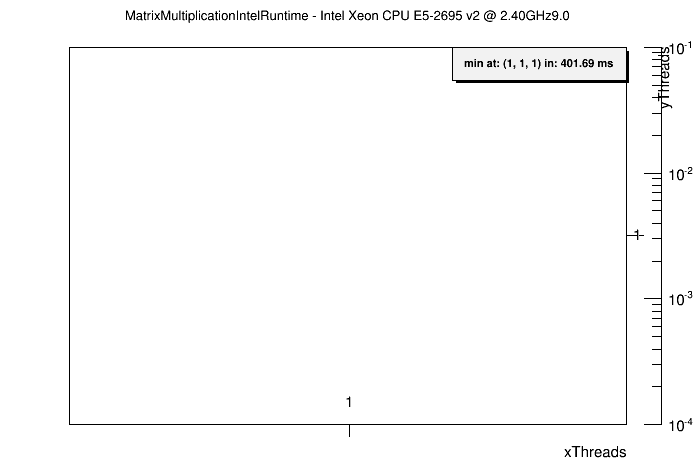 MatrixMultiplicationIntelRuntime - Intel Xeon CPU E5-2695 v2 @ 2.40GHz9.0
min at: (1, 1, 1) in: 401.69 ms
yThreads
10-1
10-2
1
10-3
1
10-4
xThreads